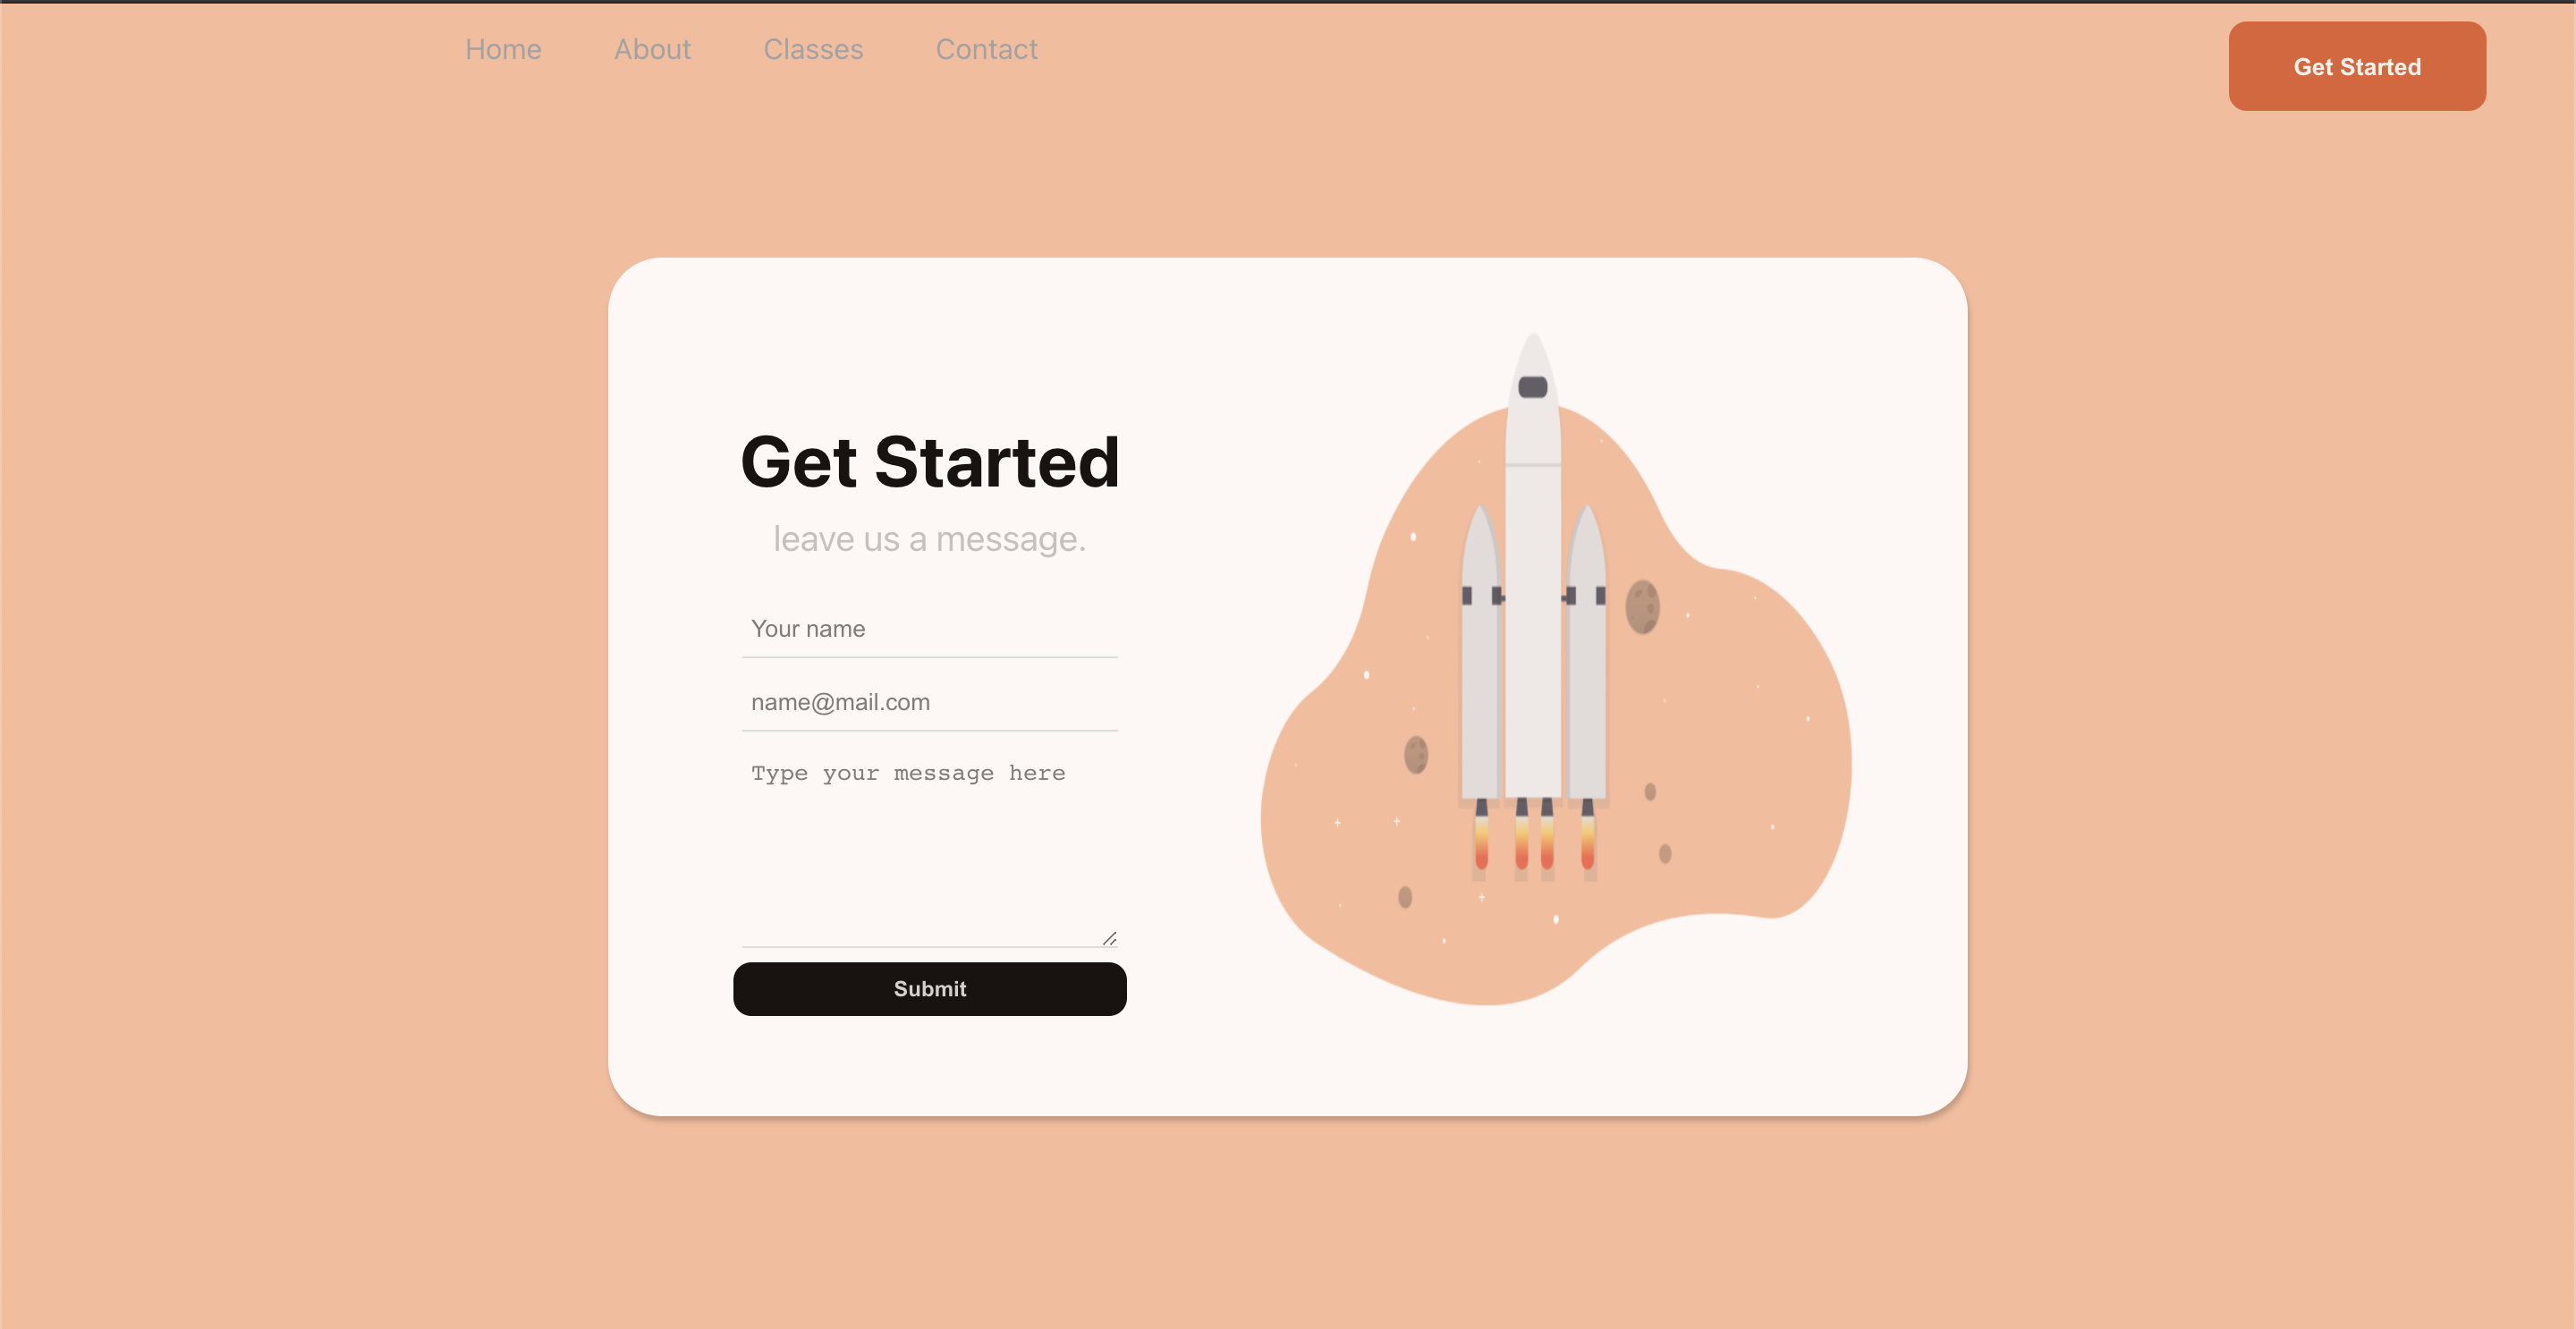 Home About Classes Contact Get Started
Get Started
leave us a message.
Your name
name@mail.com
Type your message here
Submit